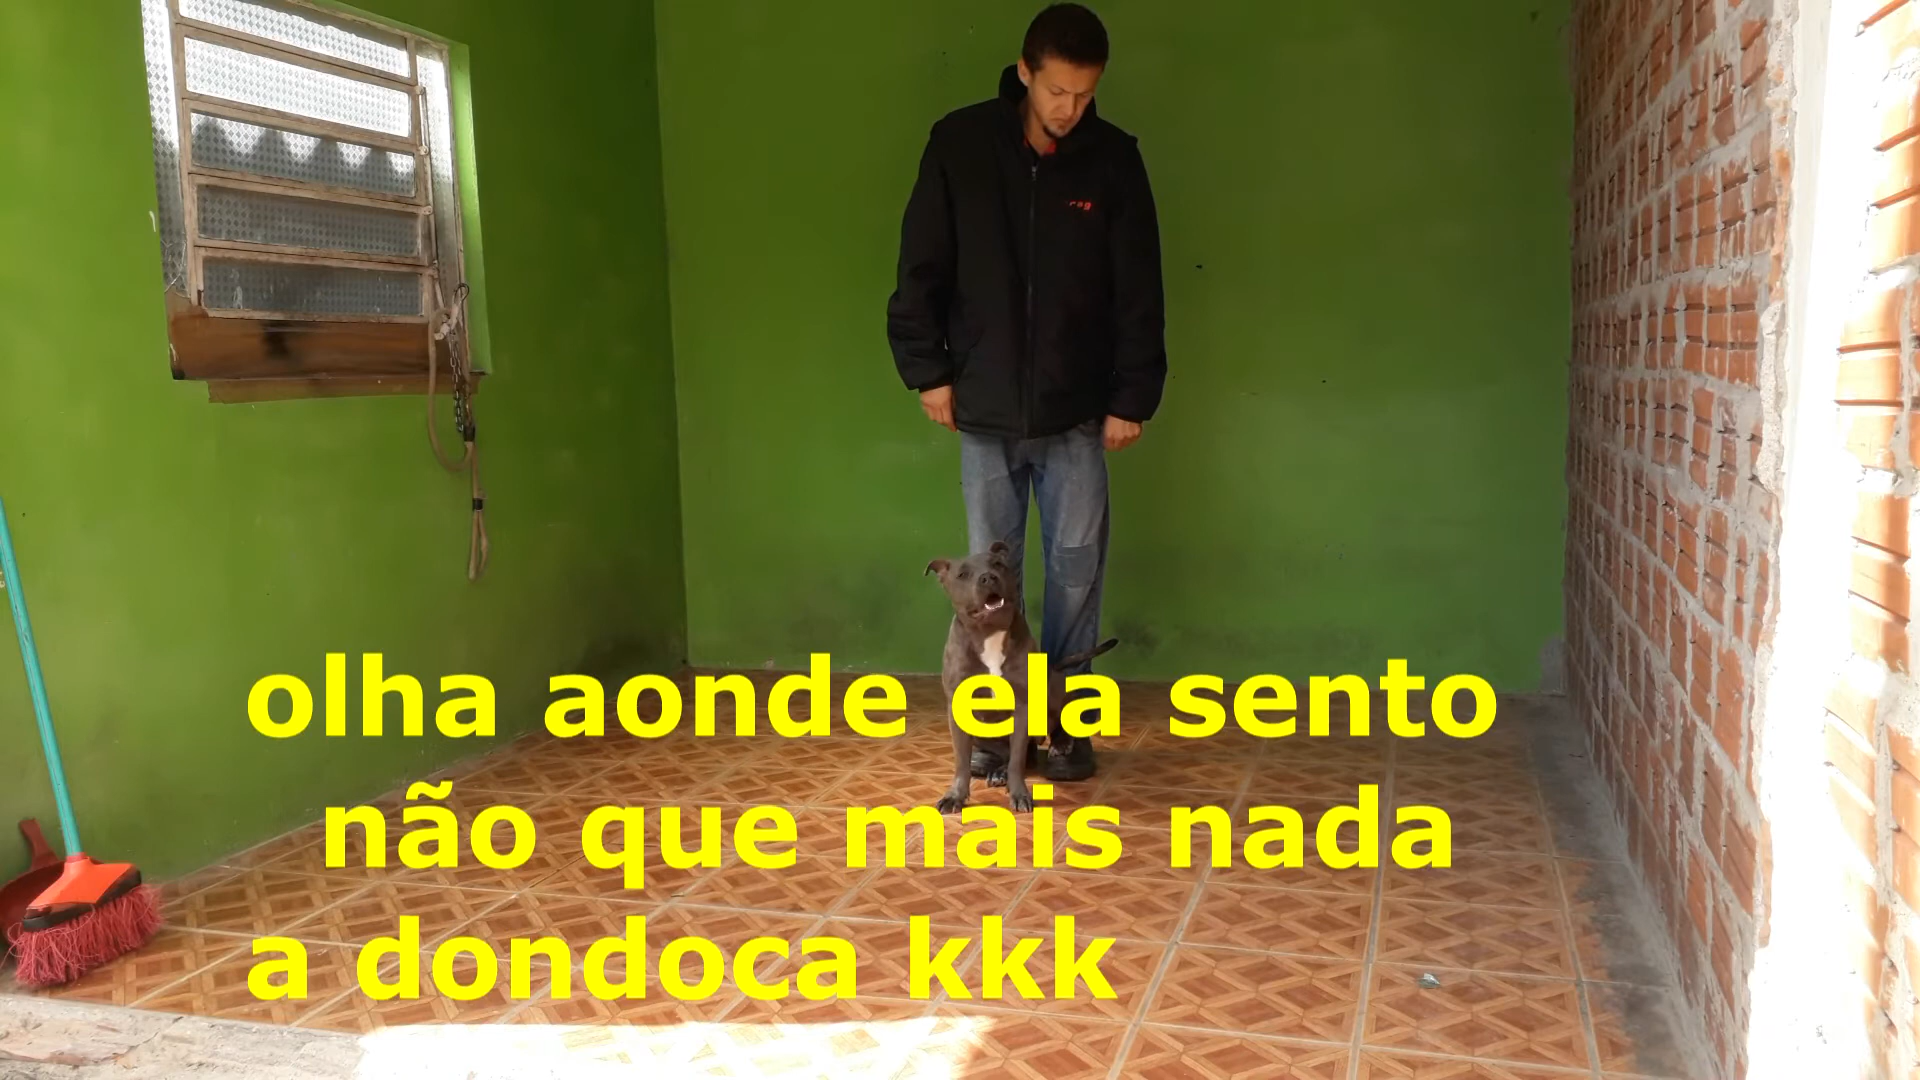 olha aonde ela sento
não que mais nada
a dondoca kkk